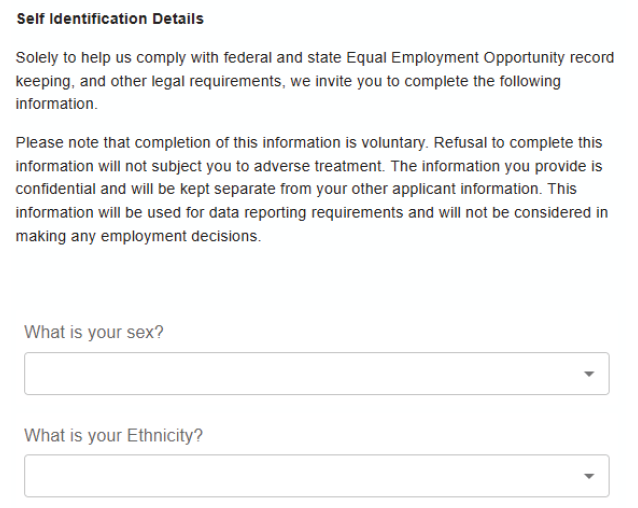 Self Identification Details
Solely to help us comply with federal and state Equal Employment Opportunity record
keeping, and other legal requirements, we invite you to complete the following
information.
Please note that completion of this information is voluntary. Refusal to complete this
information will not subject you to adverse treatment. The information you provide is
confidential and will be kept separate from your other applicant information. This
information will be used for data reporting requirements and will not be considered in
making any employment decisions.
What is your sex?
What is your Ethnicity?